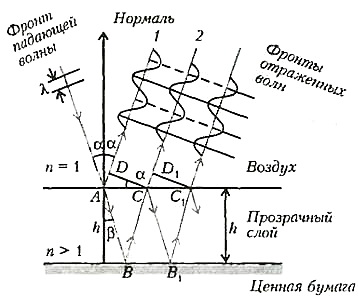 Фронт
падающей
волны
Нормаль
1
2
Фронты
отраженных
волн
λ
α
α
n = 1
D
α
D₁
Воздух
A
C
C₁
h
β
Прозрачный
слой
h
n > 1
B
B₁
Ценная бумага